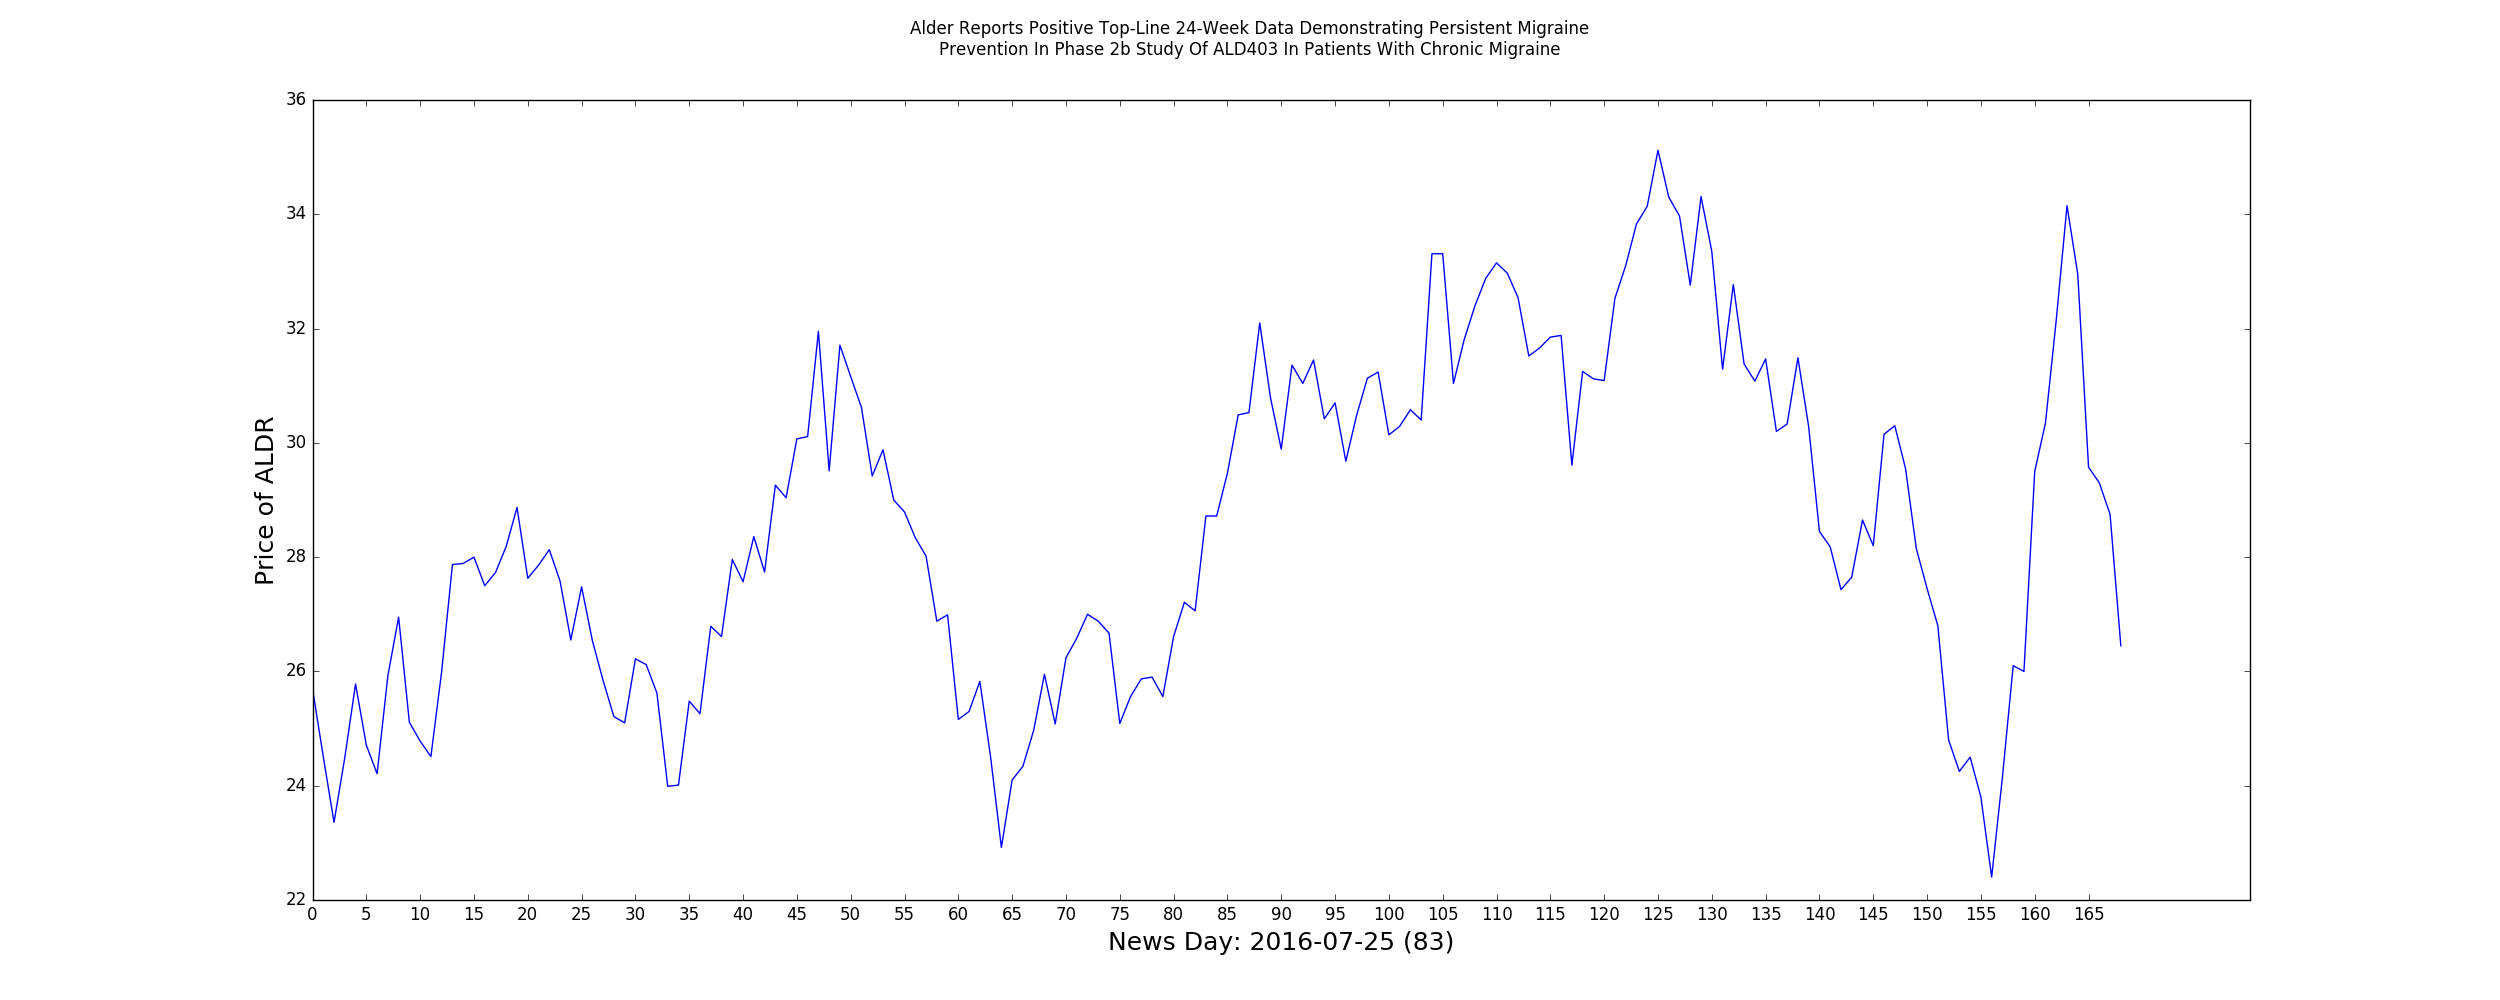 Alder Reports Positive Top-Line 24-Week Data Demonstrating Persistent Migraine
Prevention In Phase 2b Study Of ALD403 In Patients With Chronic Migraine
36
34
32
30
28
26
24
22
Price of ALDR
0 5 10 15 20 25 30 35 40 45 50 55 60 65 70 75 80 85 90 95 100 105 110 115 120 125 130 135 140 145 150 155 160 165
News Day: 2016-07-25 (83)